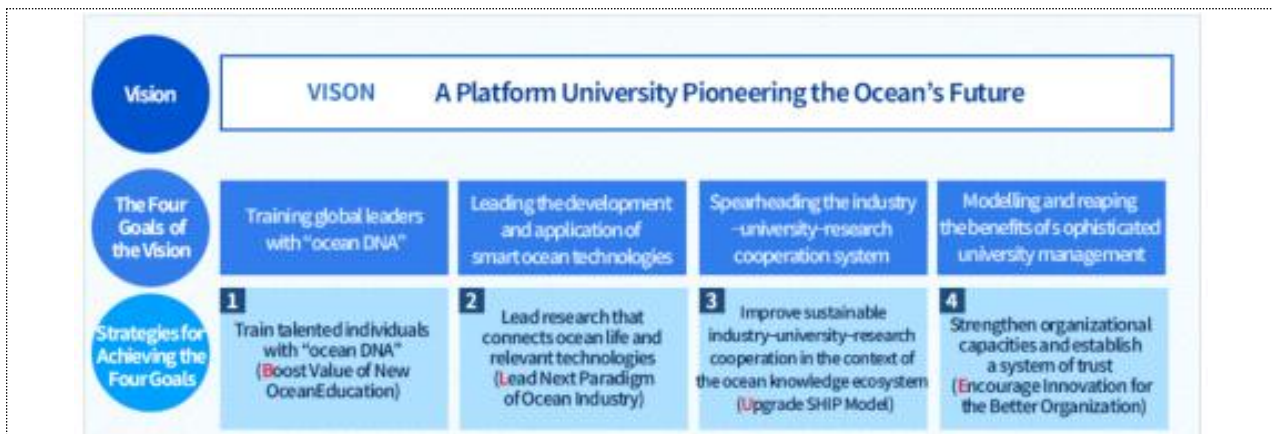 Vision
VISON A Platform University Pioneering the Ocean's Future
The Four
Goals of
the Vision
Training global leaders
with "ocean DNA"
Leading the development
and application of
smart ocean technologies
Spearheading the industry
-university-research
cooperation system
Modelling and reaping
the benefits of sophisticated
university management
Strategies for
Achieving the
Four Goals
1
Train talented individuals
with "ocean DNA"
(Boost Value of New
OceanEducation)
2
Lead research that
connects ocean life and
relevant technologies
(Lead Next Paradigm
of Ocean Industry)
3
Improve sustainable
industry-university-research
cooperation in the context of
the ocean knowledge ecosystem
(Upgrade SHIP Model)
4
Strengthen organizational
capacities and establish
a system of trust
(Encourage Innovation for
the Better Organization)